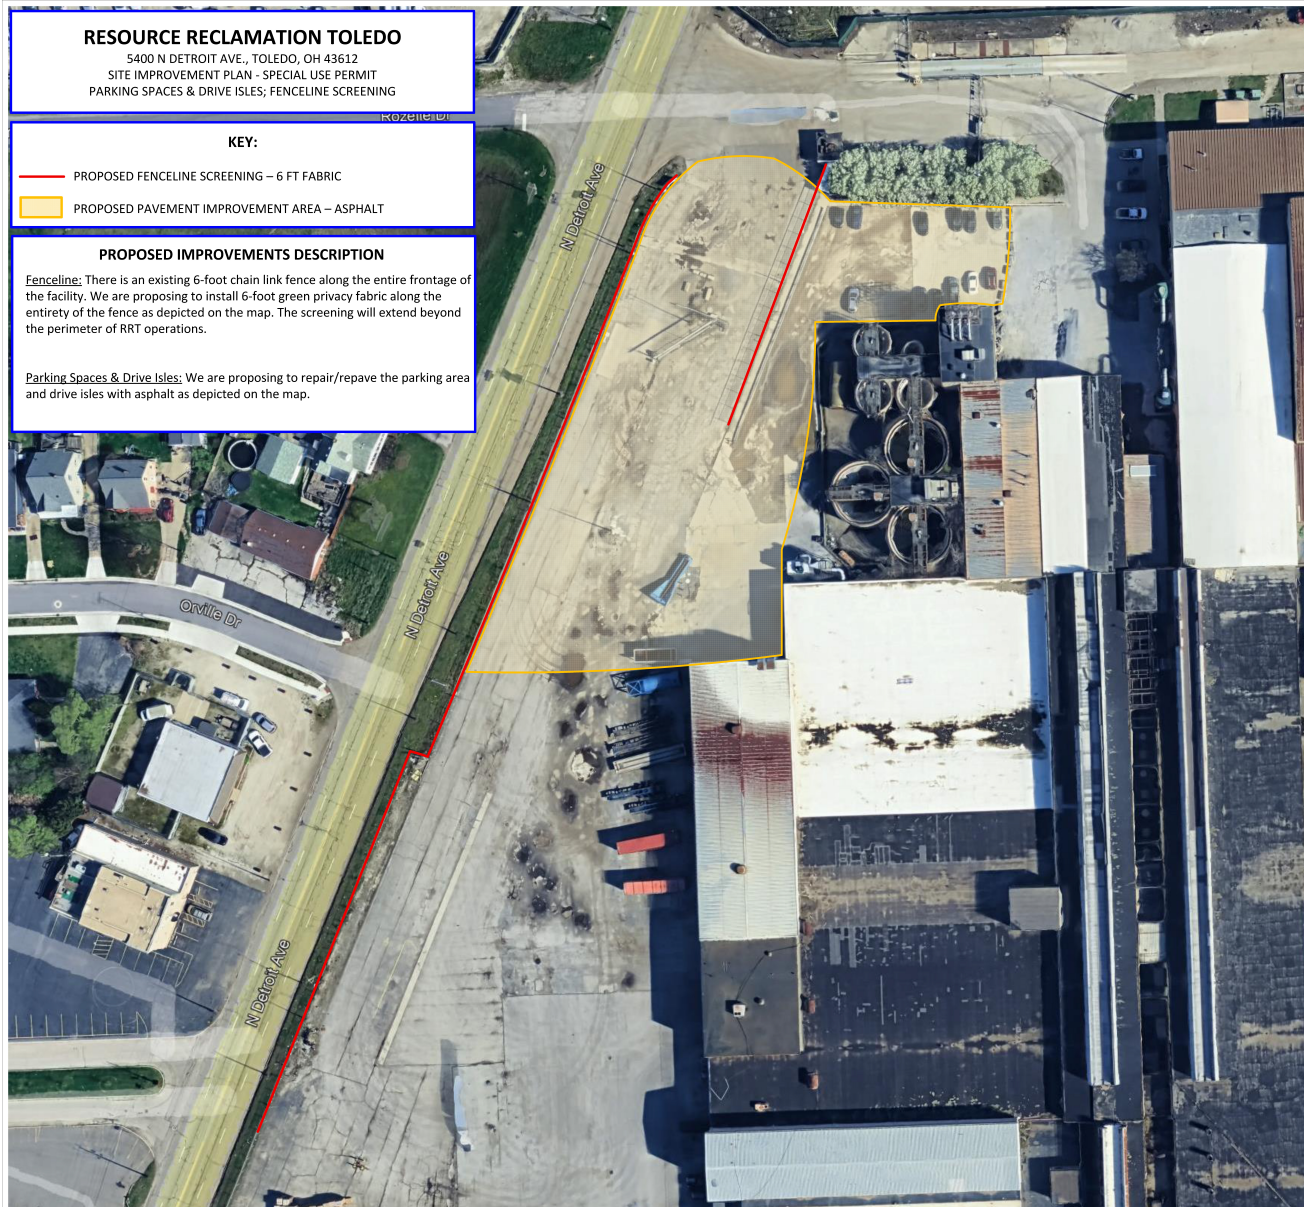 RESOURCE RECLAMATION TOLEDO
5400 N DETROIT AVE., TOLEDO, OH 43612
SITE IMPROVEMENT PLAN - SPECIAL USE PERMIT
PARKING SPACES & DRIVE ISLES; FENCELINE SCREENING
Rozelle Dr
KEY:
PROPOSED FENCELINE SCREENING – 6 FT FABRIC
PROPOSED PAVEMENT IMPROVEMENT AREA – ASPHALT
PROPOSED IMPROVEMENTS DESCRIPTION
Fenceline: There is an existing 6-foot chain link fence along the entire frontage of
the facility. We are proposing to install 6-foot green privacy fabric along the
entirety of the fence as depicted on the map. The screening will extend beyond
the perimeter of RRT operations.
Parking Spaces & Drive Isles: We are proposing to repair/repave the parking area
and drive isles with asphalt as depicted on the map.
N Detroit Ave
N Detroit Ave
Orville Dr
N Detroit Ave